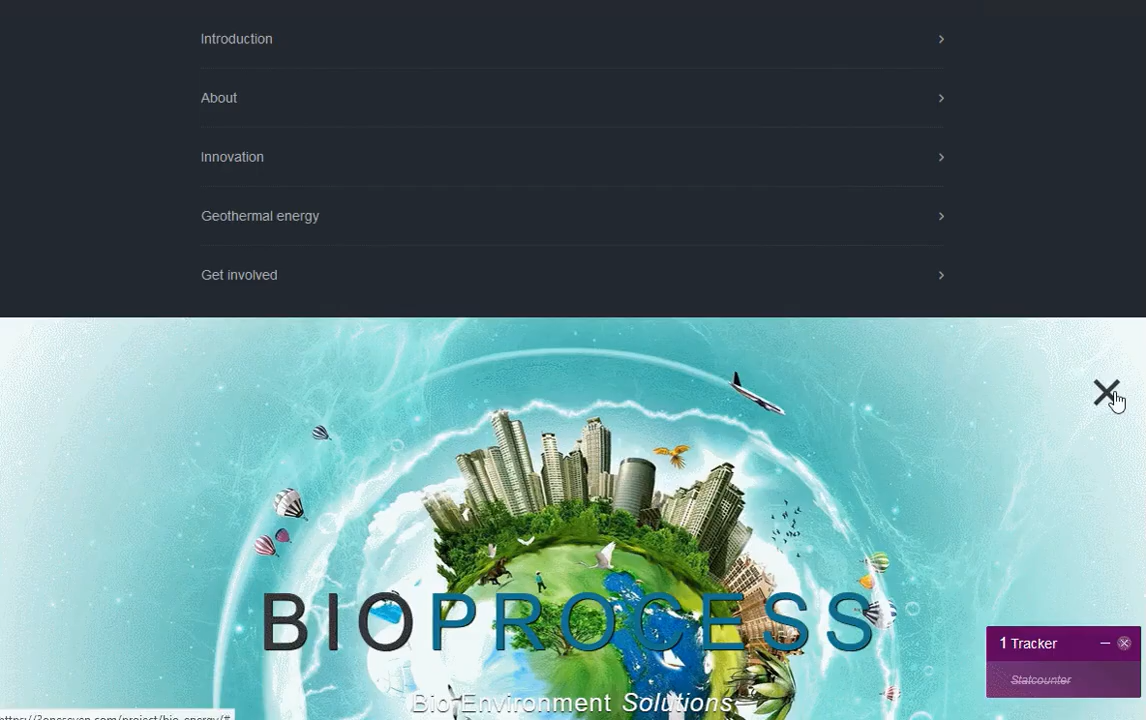 Introduction
About
Innovation
Geothermal energy
Get involved
BIOPROCESS
Bio Environment Solutions
1 Tracker
Statcounter